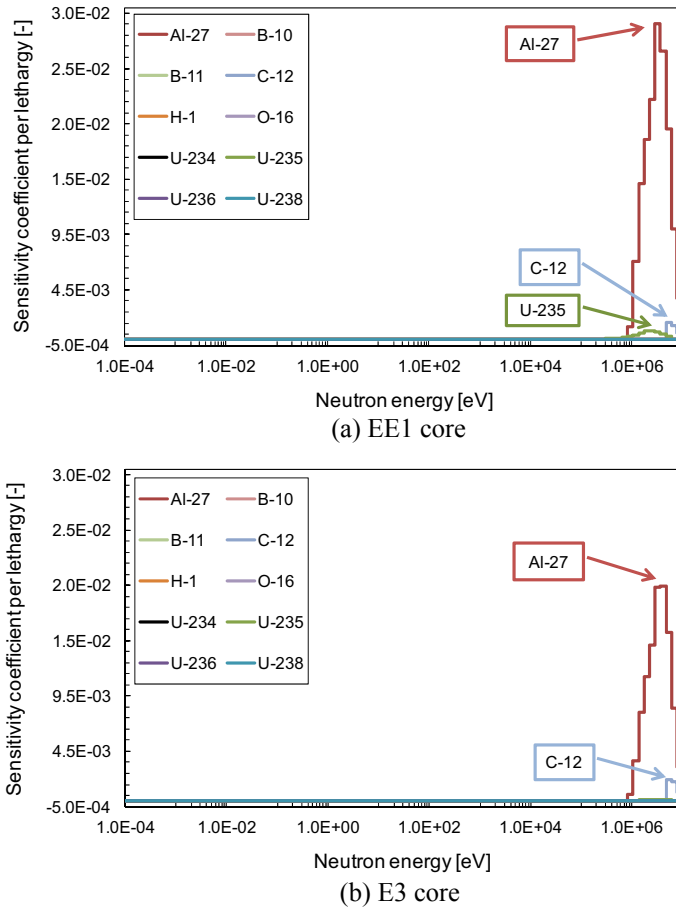 Sensitivity coefficient per lethargy [-]
3.0E-02
2.5E-02
2.0E-02
1.5E-02
9.5E-03
4.5E-03
-5.0E-04
Al-27 B-10
B-11 C-12
H-1 O-16
U-234 U-235
U-236 U-238
Al-27
C-12
U-235
1.0E-04 1.0E-02 1.0E+00 1.0E+02 1.0E+04 1.0E+06
Neutron energy [eV]
(a) EE1 core
Sensitivity coefficient per lethargy [-]
3.0E-02
2.5E-02
2.0E-02
1.5E-02
9.5E-03
4.5E-03
-5.0E-04
Al-27 B-10
B-11 C-12
H-1 O-16
U-234 U-235
U-236 U-238
Al-27
C-12
1.0E-04 1.0E-02 1.0E+00 1.0E+02 1.0E+04 1.0E+06
Neutron energy [eV]
(b) E3 core